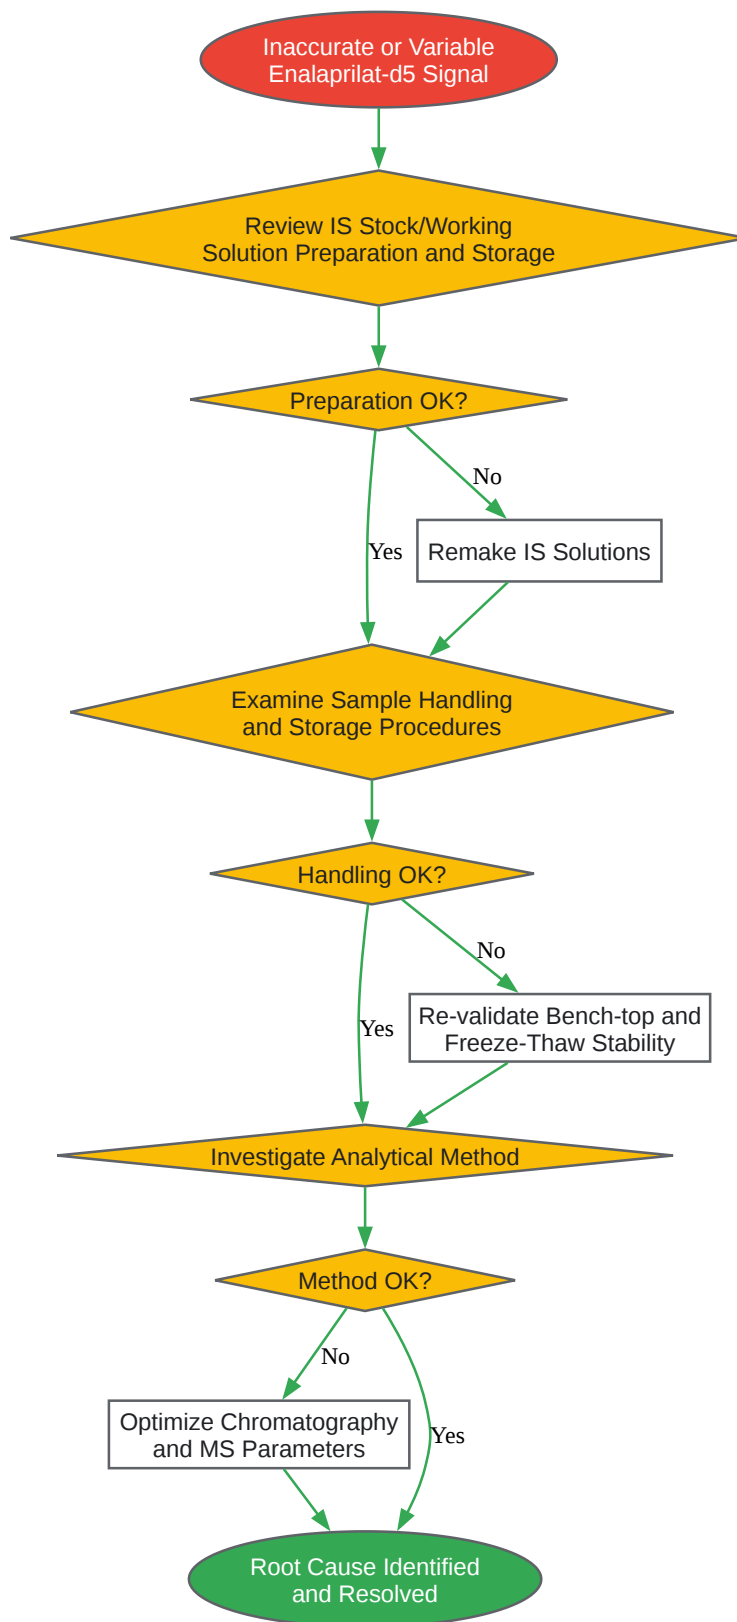 Inaccurate or Variable
Enalaprilat-d5 Signal
Review IS Stock/Working
Solution Preparation and Storage
Preparation OK?
No
Yes
Remake IS Solutions
Examine Sample Handling
and Storage Procedures
Handling OK?
No
Yes
Re-validate Bench-top and
Freeze-Thaw Stability
Investigate Analytical Method
Method OK?
No
Optimize Chromatography
and MS Parameters
Yes
Root Cause Identified
and Resolved